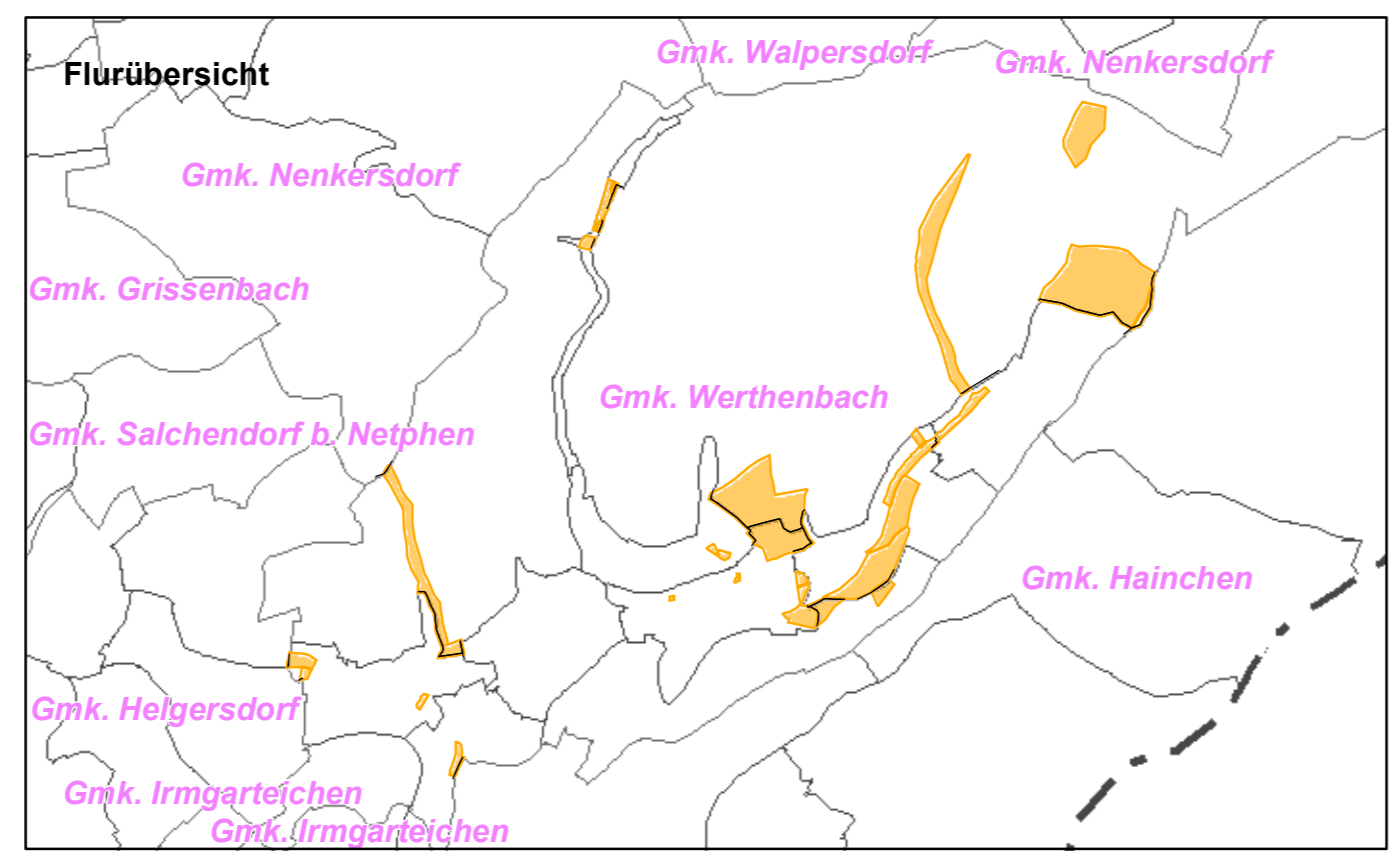 Gmk. Walpersdorf
Gmk. Nenkersdorf
Flurübersicht
Gmk. Nenkersdorf
Gmk. Grissenbach
Gmk. Werthenbach
Gmk. Salchendorf b. Netphen
Gmk. Hainchen
Gmk. Helgersdorf
Gmk. Irmgarteichen
Gmk. Irmgarteichen